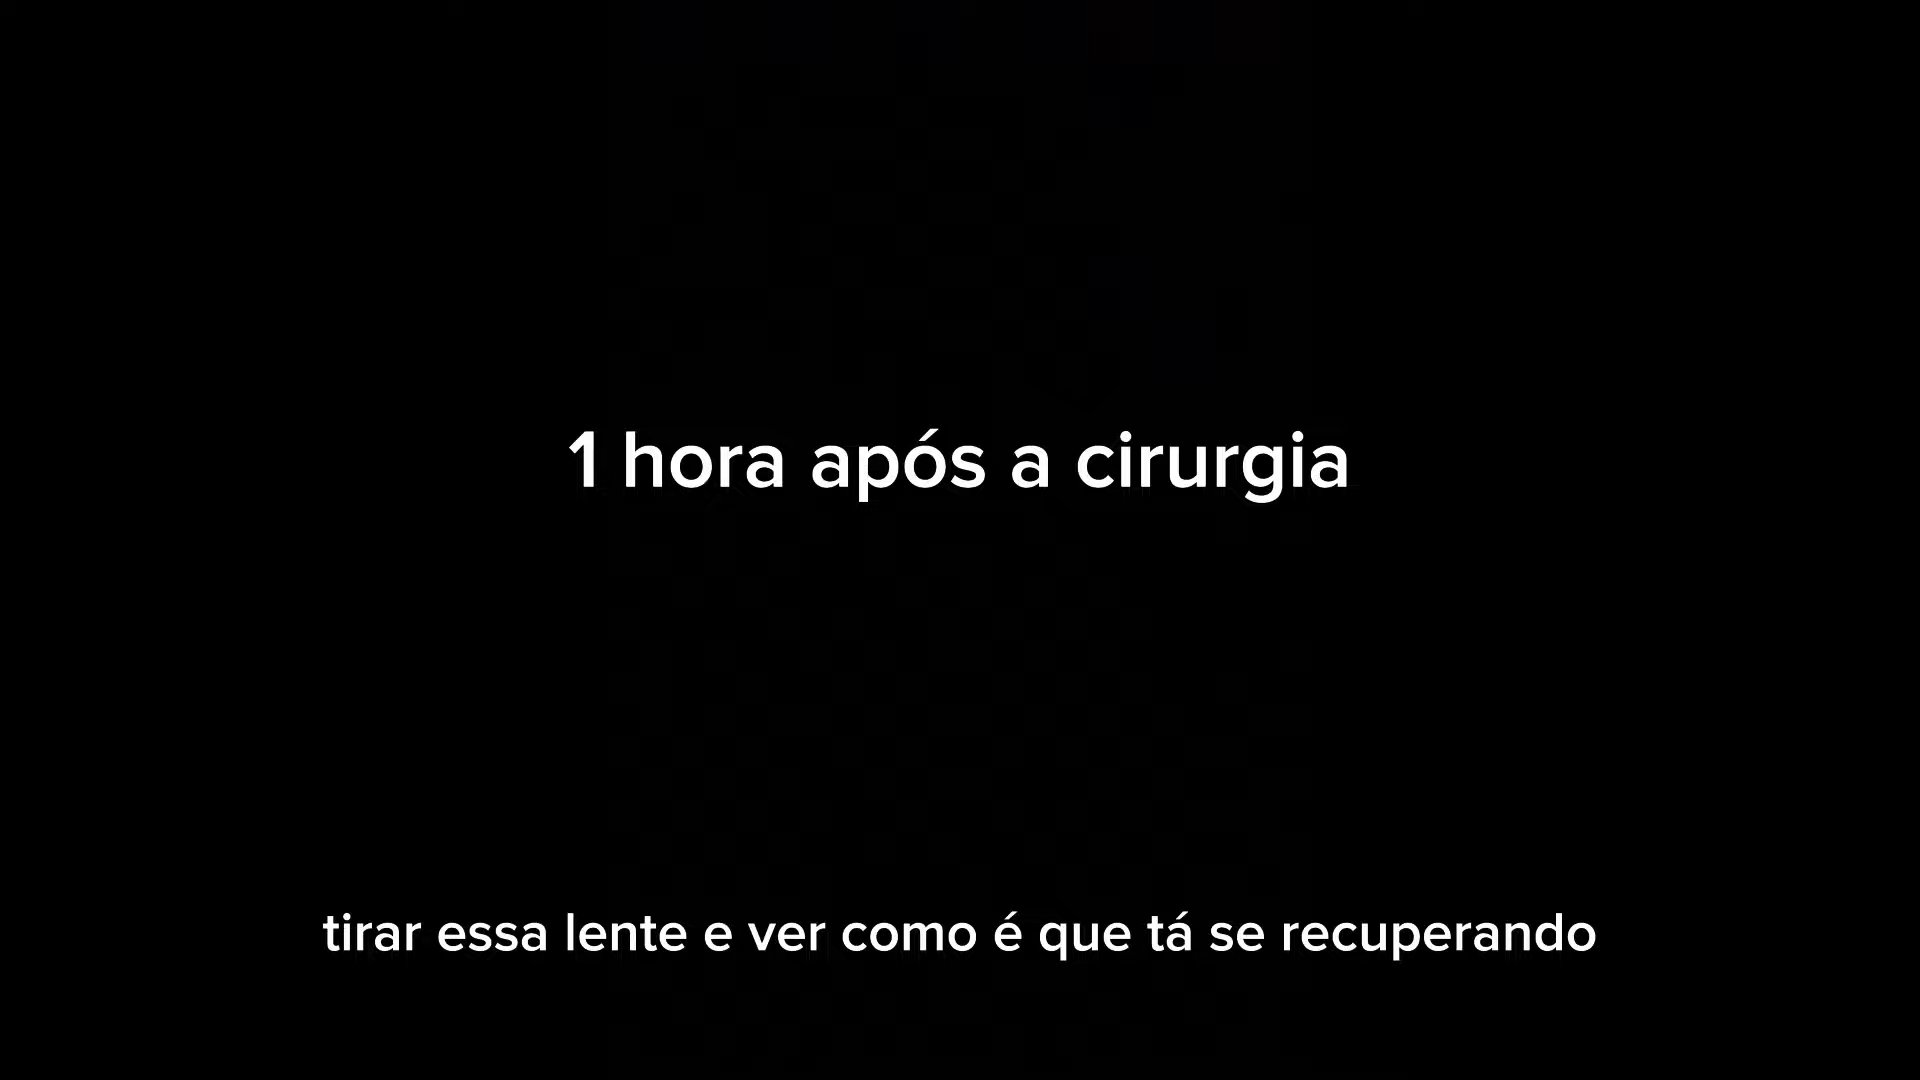 1 hora após a cirurgia
tirar essa lente e ver como é que tá se recuperando